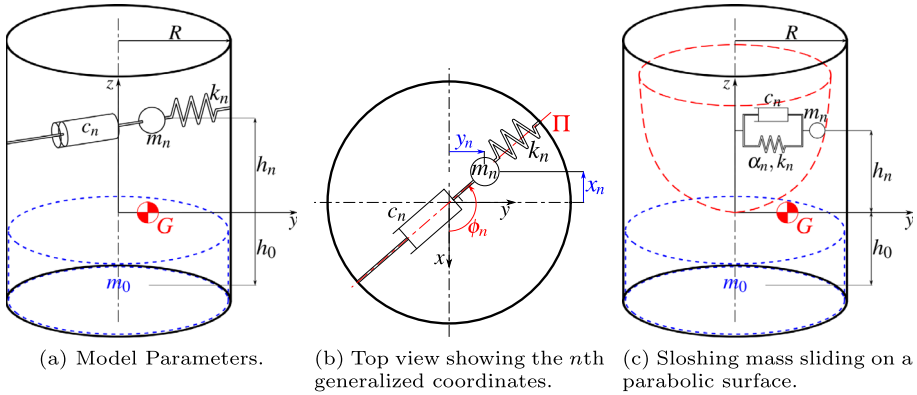 R
z
k_n
c_n
m_n
h_n
y
G
h_0
m_0
(a) Model Parameters.
Π
y_n
k_n
m_n
x_n
c_n
y
ϕ_n
x
(b) Top view showing the nth
generalized coordinates.
R
z
c_n
m_n
α_n, k_n
h_n
y
G
h_0
m_0
(c) Sloshing mass sliding on a
parabolic surface.